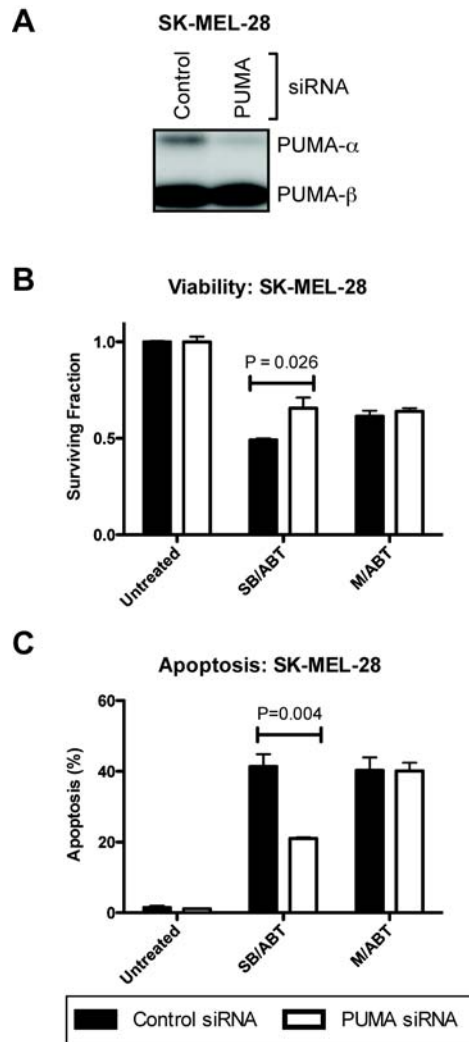 A
SK-MEL-28
Control
PUMA
siRNA
PUMA-α
PUMA-β
B
Viability: SK-MEL-28
1.0
0.5
0.0
Surviving Fraction
P = 0.026
Untreated
SB/ABT
M/ABT
C
Apoptosis: SK-MEL-28
60
40
20
0
Apoptosis (%)
P=0.004
Untreated
SB/ABT
M/ABT
Control siRNA
PUMA siRNA